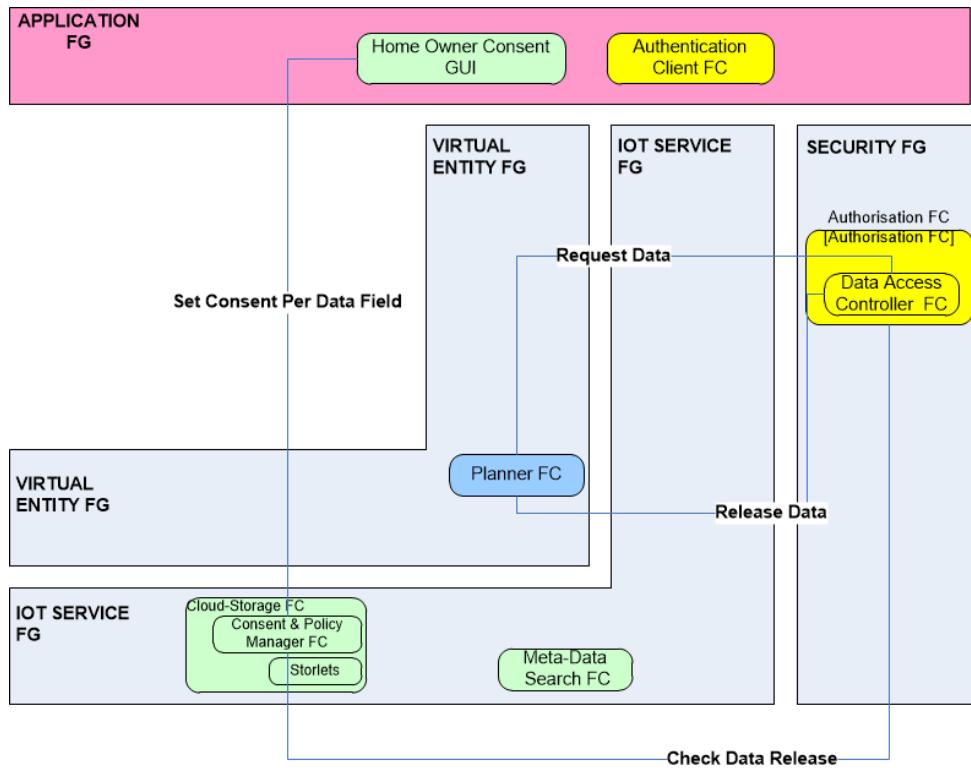 APPLICATION
FG
Home Owner Consent
GUI
Authentication
Client FC
VIRTUAL
ENTITY FG
IOT SERVICE
FG
SECURITY FG
Authorisation FC
[Authorisation FC]
Request Data
Data Access
Controller FC
Set Consent Per Data Field
Planner FC
VIRTUAL
ENTITY FG
Release Data
IOT SERVICE
FG
Cloud-Storage FC
Consent & Policy
Manager FC
Storlets
Meta-Data
Search FC
Check Data Release